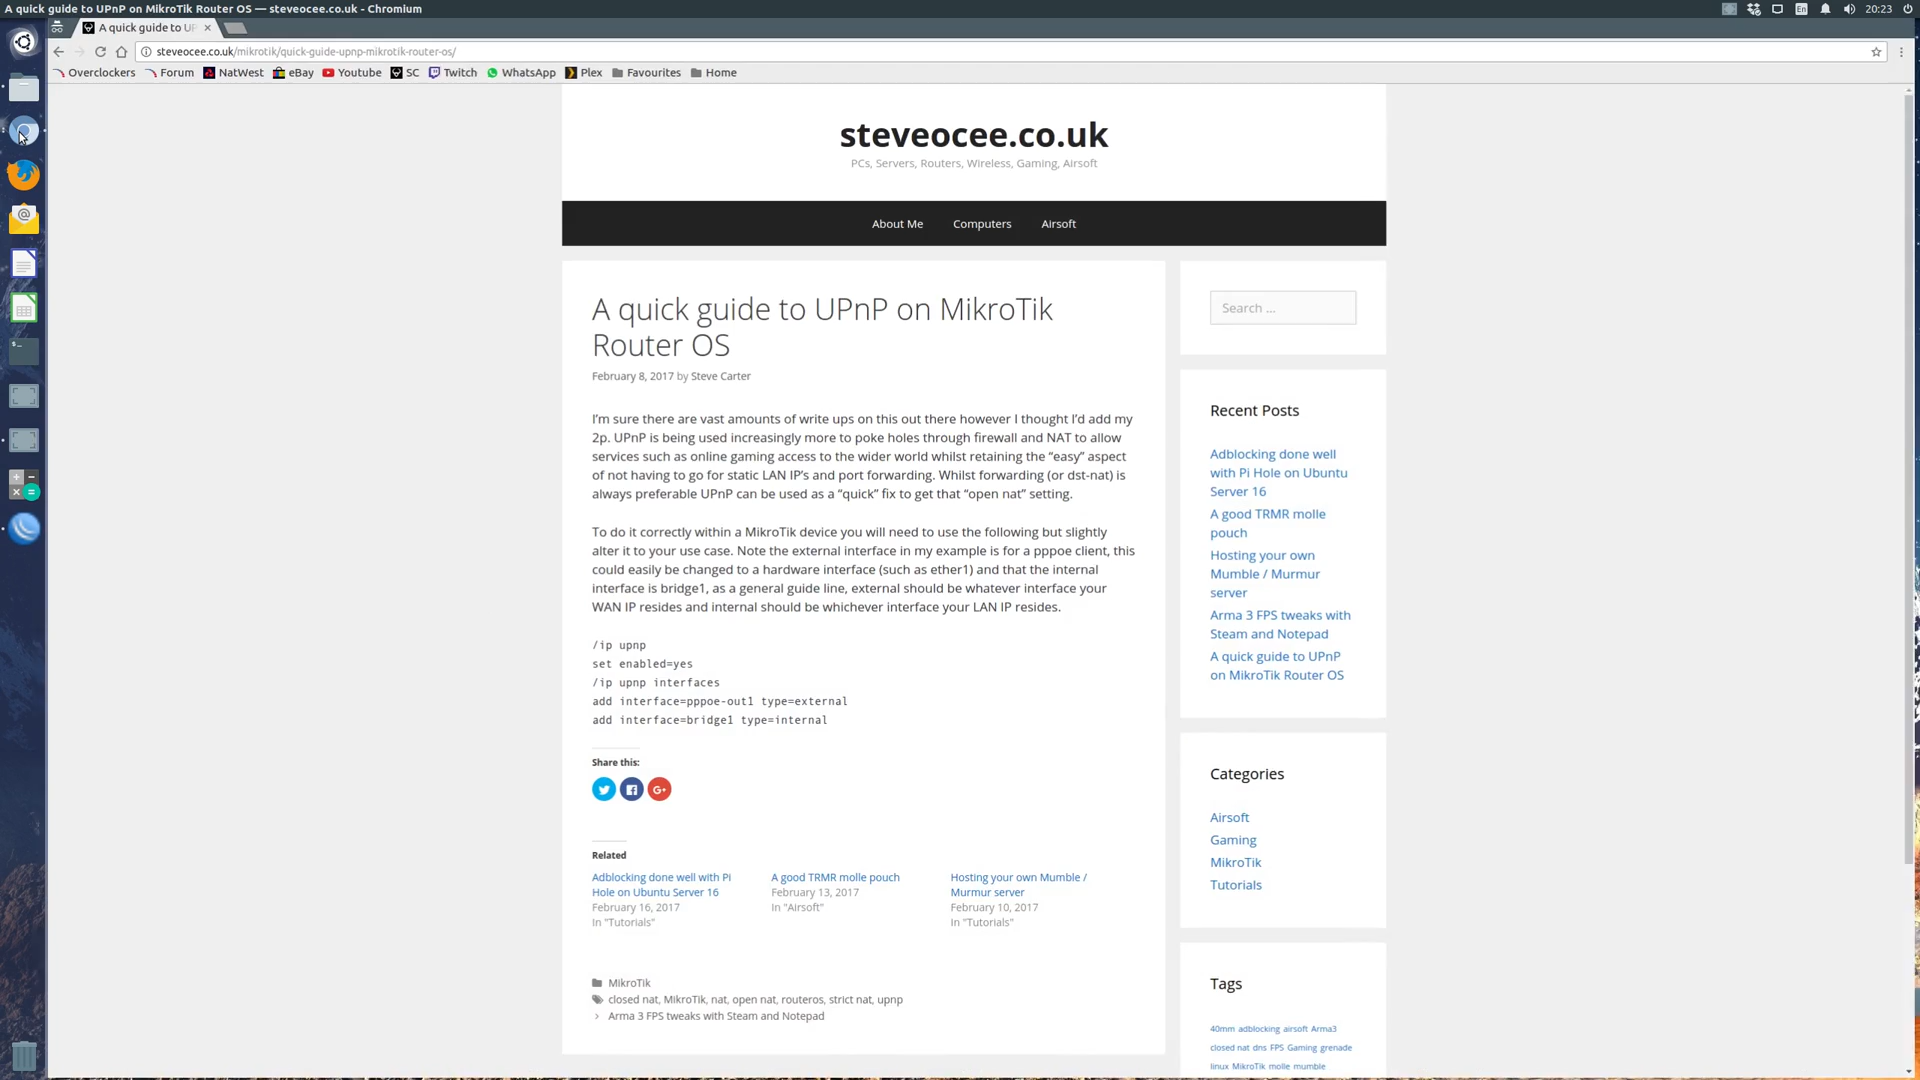 A quick guide to UPnP on MikroTik Router OS — steveocee.co.uk - Chromium
En
20:23
A quick guide to UP
steveocee.co.uk/mikrotik/quick-guide-upnp-mikrotik-router-os/
Overclockers Forum NatWest eBay Youtube SC Twitch WhatsApp Plex Favourites Home
steveocee.co.uk
PCs, Servers, Routers, Wireless, Gaming, Airsoft
About Me Computers Airsoft
A quick guide to UPnP on MikroTik
Router OS
February 8, 2017 by Steve Carter
I'm sure there are vast amounts of write ups on this out there however I thought I'd add my
2p. UPnP is being used increasingly more to poke holes through firewall and NAT to allow
services such as online gaming access to the wider world whilst retaining the “easy” aspect
of not having to go for static LAN IP's and port forwarding. Whilst forwarding (or dst-nat) is
always preferable UPnP can be used as a “quick” fix to get that “open nat” setting.
To do it correctly within a MikroTik device you will need to use the following but slightly
alter it to your use case. Note the external interface in my example is for a pppoe client, this
could easily be changed to a hardware interface (such as ether1) and that the internal
interface is bridge1, as a general guide line, external should be whatever interface your
WAN IP resides and internal should be whichever interface your LAN IP resides.
/ip upnp
set enabled=yes
/ip upnp interfaces
add interface=pppoe-out1 type=external
add interface=bridge1 type=internal
Share this:
Related
Adblocking done well with Pi
Hole on Ubuntu Server 16
February 16, 2017
In "Tutorials"
A good TRMR molle pouch
February 13, 2017
In "Airsoft"
Hosting your own Mumble /
Murmur server
February 10, 2017
In "Tutorials"
MikroTik
closed nat, MikroTik, nat, open nat, routeros, strict nat, upnp
Arma 3 FPS tweaks with Steam and Notepad
Search ...
Recent Posts
Adblocking done well
with Pi Hole on Ubuntu
Server 16
A good TRMR molle
pouch
Hosting your own
Mumble / Murmur
server
Arma 3 FPS tweaks with
Steam and Notepad
A quick guide to UPnP
on MikroTik Router OS
Categories
Airsoft
Gaming
MikroTik
Tutorials
Tags
40mm adblocking airsoft Arma3
closed nat dns FPS Gaming grenade
linux MikroTik molle mumble